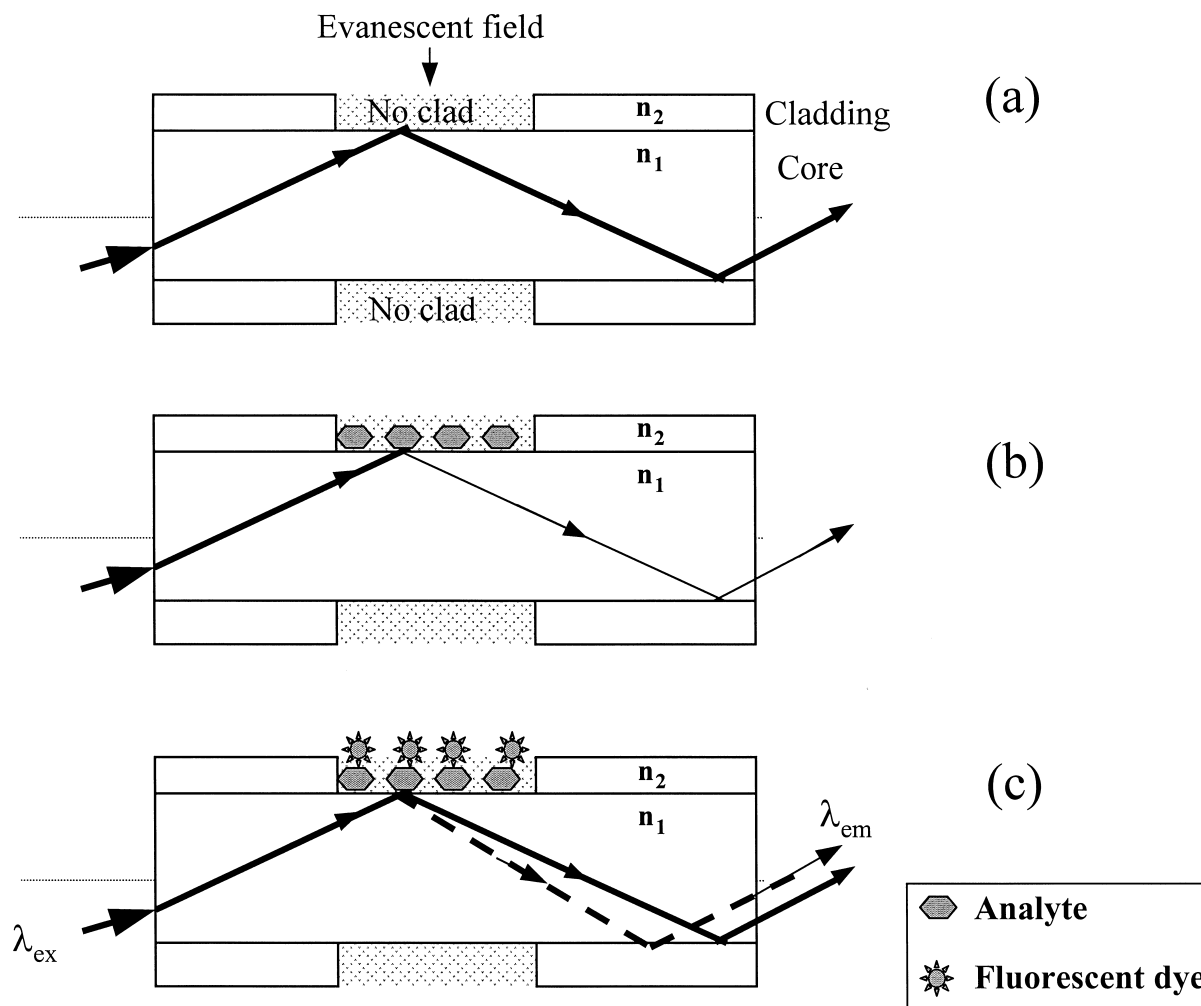 Evanescent field
(a)
No clad
n₂
Cladding
n₁
Core
No clad
n₂
(b)
n₁
n₂
(c)
n₁
λem
λex
Analyte
Fluorescent dye